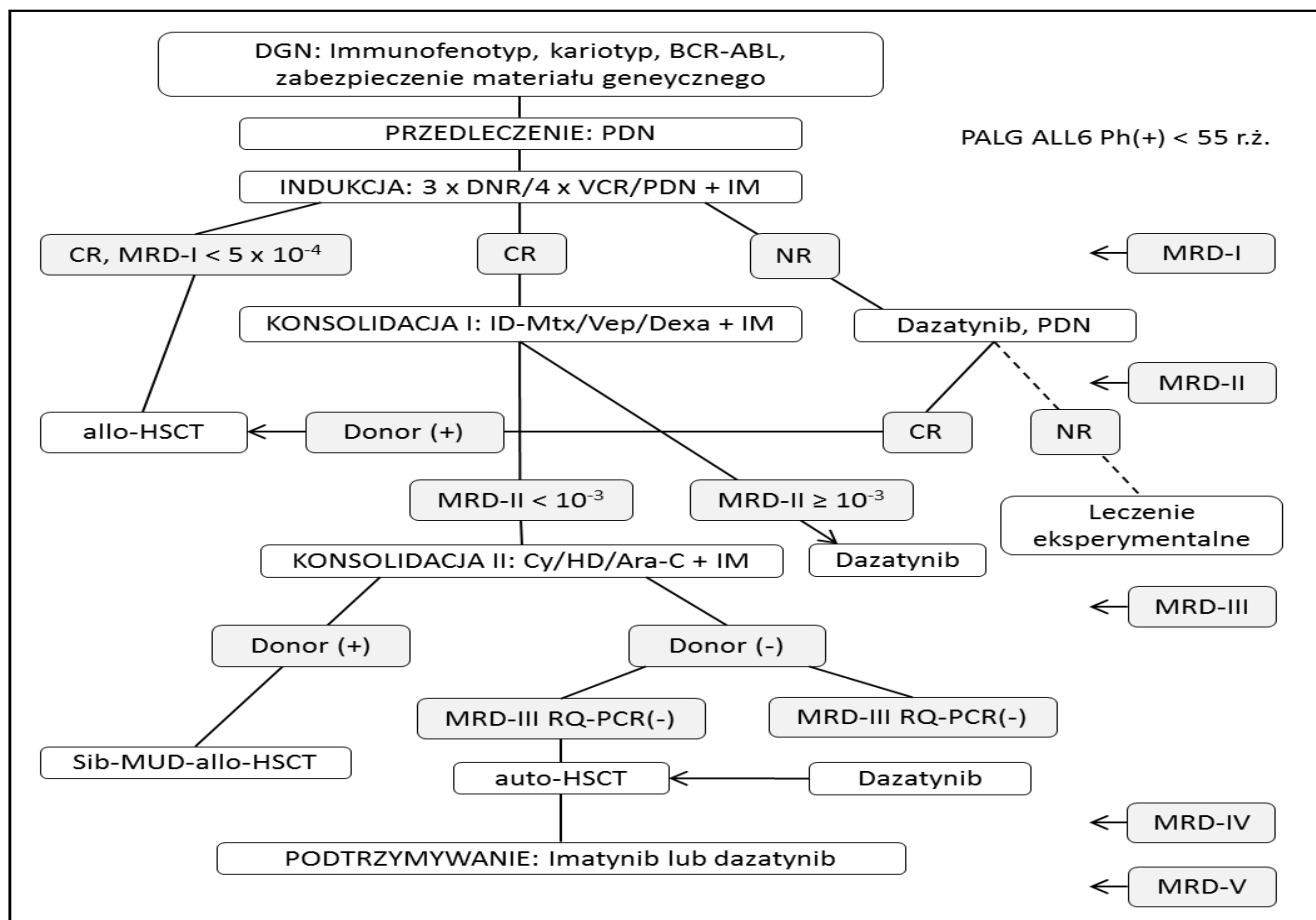 DGN: Immunofenotyp, kariotyp, BCR-ABL,
zabezpieczenie materiału geneycznego
PRZEDLECZENIE: PDN
PALG ALL6 Ph(+) < 55 r.ż.
INDUKCJA: 3 x DNR/4 x VCR/PDN + IM
CR, MRD-I < 5 x 10⁻⁴
CR
NR
MRD-I
KONSOLIDACJA I: ID-Mtx/Vep/Dexa + IM
Dazatynib, PDN
MRD-II
allo-HSCT
Donor (+)
CR
NR
MRD-II < 10⁻³
MRD-II ≥ 10⁻³
Leczenie
eksperymentalne
KONSOLIDACJA II: Cy/HD/Ara-C + IM
Dazatynib
MRD-III
Donor (+)
Donor (-)
MRD-III RQ-PCR(-)
MRD-III RQ-PCR(-)
Sib-MUD-allo-HSCT
auto-HSCT
Dazatynib
MRD-IV
PODTRZYMYWANIE: Imatynib lub dazatynib
MRD-V